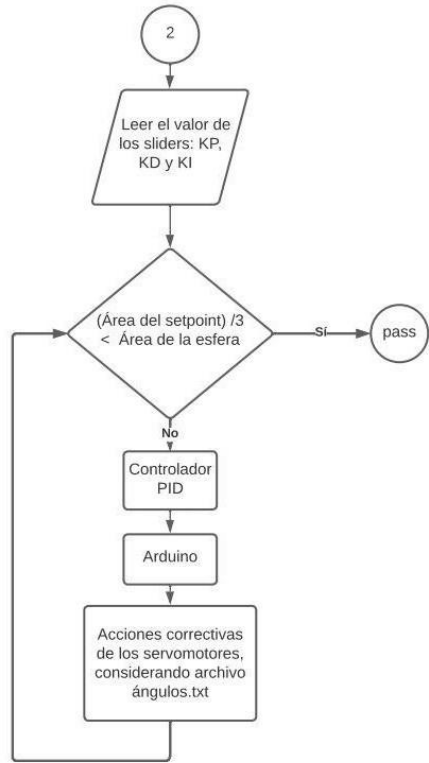 2
Leer el valor de
los sliders: KP,
KD y KI
(Área del setpoint) /3
< Área de la esfera
Sí
pass
No
Controlador
PID
Arduino
Acciones correctivas
de los servomotores,
considerando archivo
ángulos.txt